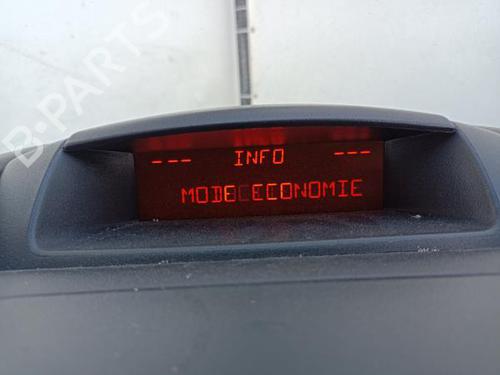 B-PARTS
--- INFO ---
MODE ECONOMIE